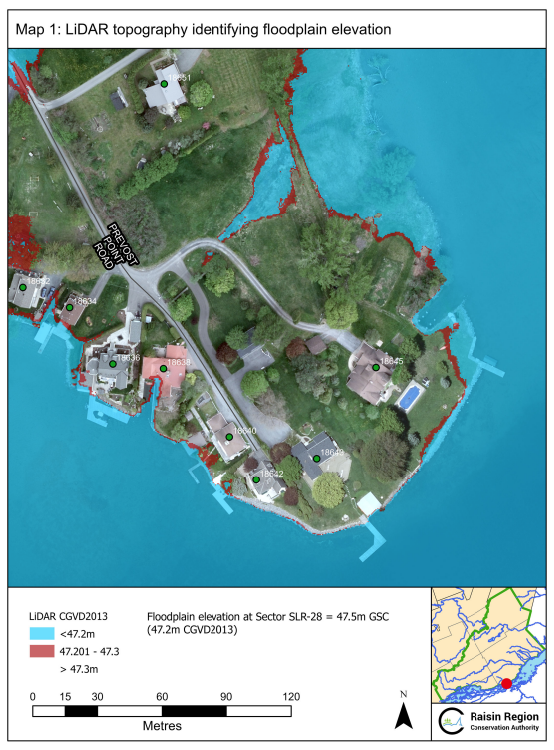 Map 1: LiDAR topography identifying floodplain elevation
18651
PREVOST
POINT
ROAD
18634
18636
18638
18645
18640
18642
LiDAR CGVD2013
<47.2m
47.201 - 47.3
> 47.3m
Floodplain elevation at Sector SLR-28 = 47.5m GSC
(47.2m CGVD2013)
0 15 30 60 90 120
Metres
N
Raisin Region
Conservation Authority